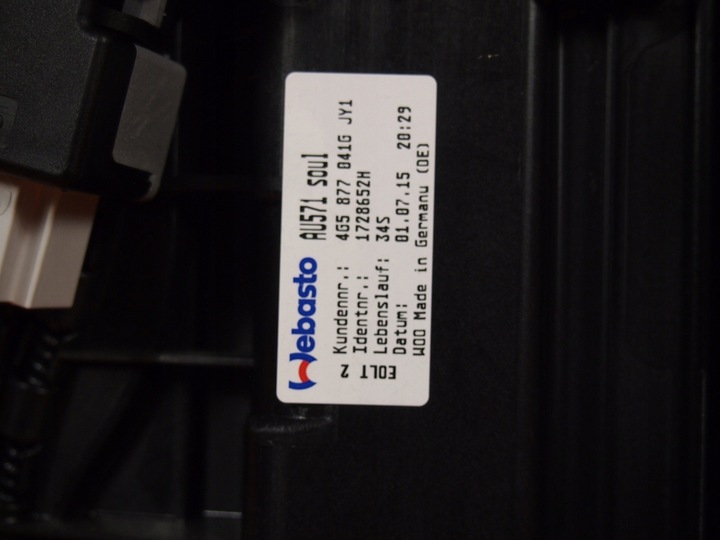 Webasto AU571 soul
Kundennr.: 4G5 877 041G JY1
Identnr.: 1728652H
Lebenslauf: 34S
Datum: 01.07.15 20:29
WOO Made in Germany (DE)
EOLT 2